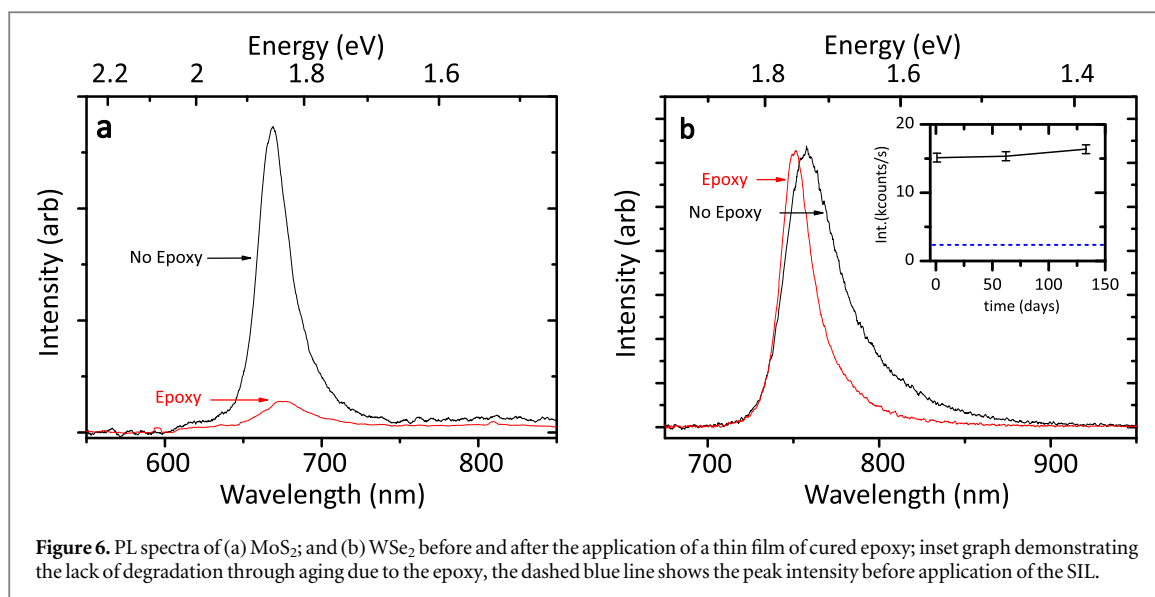 Energy (eV)
2.2 2 1.8 1.6
a
No Epoxy
Epoxy
Intensity (arb)
600 700 800
Wavelength (nm)
Energy (eV)
1.8 1.6 1.4
b
Epoxy
No Epoxy
Intensity (arb)
20
15
10
5
0
Int.(kcounts/s)
0 50 100 150
time (days)
700 800 900
Wavelength (nm)
Figure 6. PL spectra of (a) MoS₂; and (b) WSe₂ before and after the application of a thin film of cured epoxy; inset graph demonstrating
the lack of degradation through aging due to the epoxy, the dashed blue line shows the peak intensity before application of the SIL.